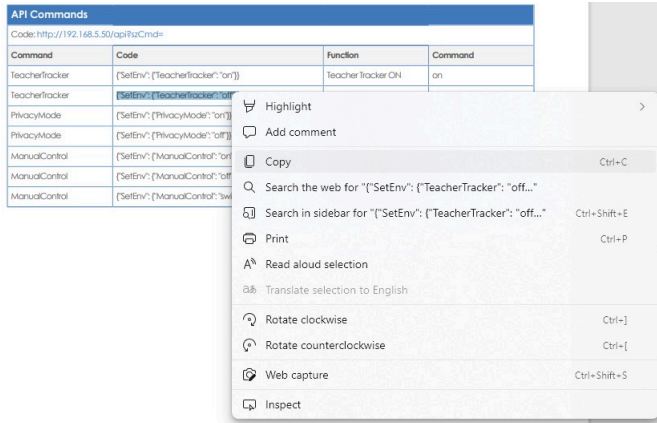 API Commands
Code: http://192.168.5.50/api?szCmd=
Command Code Function Command
TeacherTracker {"SetEnv": {"TeacherTracker": "on"}} Teacher Tracker ON on
TeacherTracker {"SetEnv": {"TeacherTracker": "off"
PrivacyMode {"SetEnv": {"PrivacyMode": "on"}}
PrivacyMode {"SetEnv": {"PrivacyMode": "off"}}
ManualControl {"SetEnv": {"ManualControl": "on"
ManualControl {"SetEnv": {"ManualControl": "off
ManualControl {"SetEnv": {"ManualControl": "swi
Highlight
Add comment
Copy Ctrl+C
Search the web for "{"SetEnv": {"TeacherTracker": "off..."
Search in sidebar for "{"SetEnv": {"TeacherTracker": "off..." Ctrl+Shift+E
Print Ctrl+P
Read aloud selection
Translate selection to English
Rotate clockwise Ctrl+]
Rotate counterclockwise Ctrl+[
Web capture Ctrl+Shift+S
Inspect